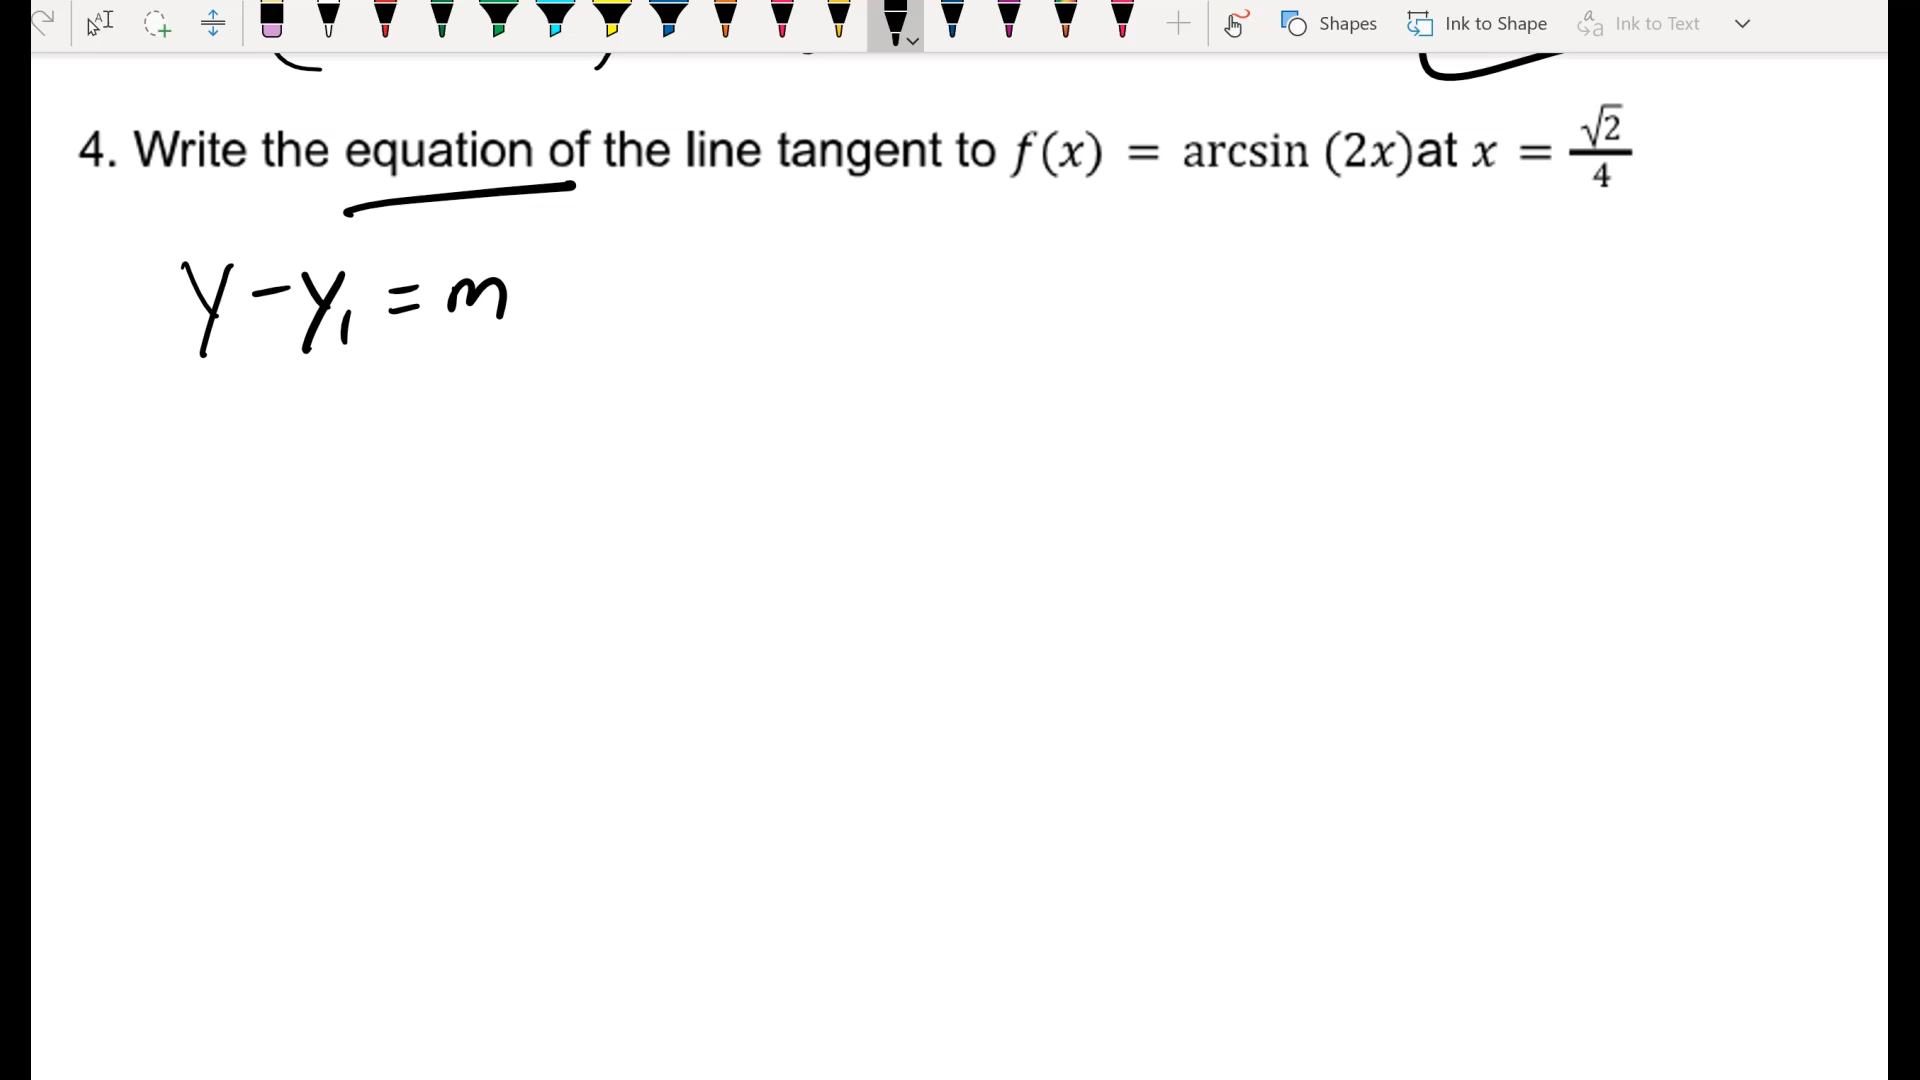 Shapes Ink to Shape Ink to Text
4. Write the equation of the line tangent to f(x) = arcsin (2x)at x = √2/4
y - y₁ = m